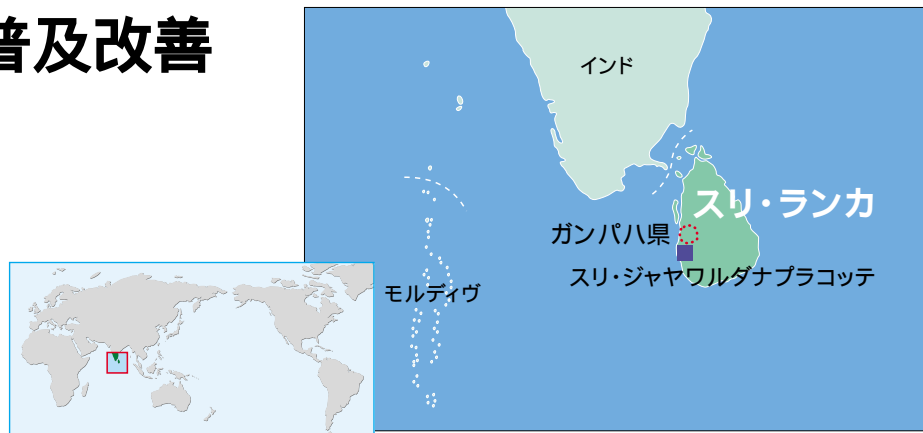 普及改善
インド
スリ・ランカ
ガンパハ県
スリ・ジャヤワルダナプラコッテ
モルディヴ